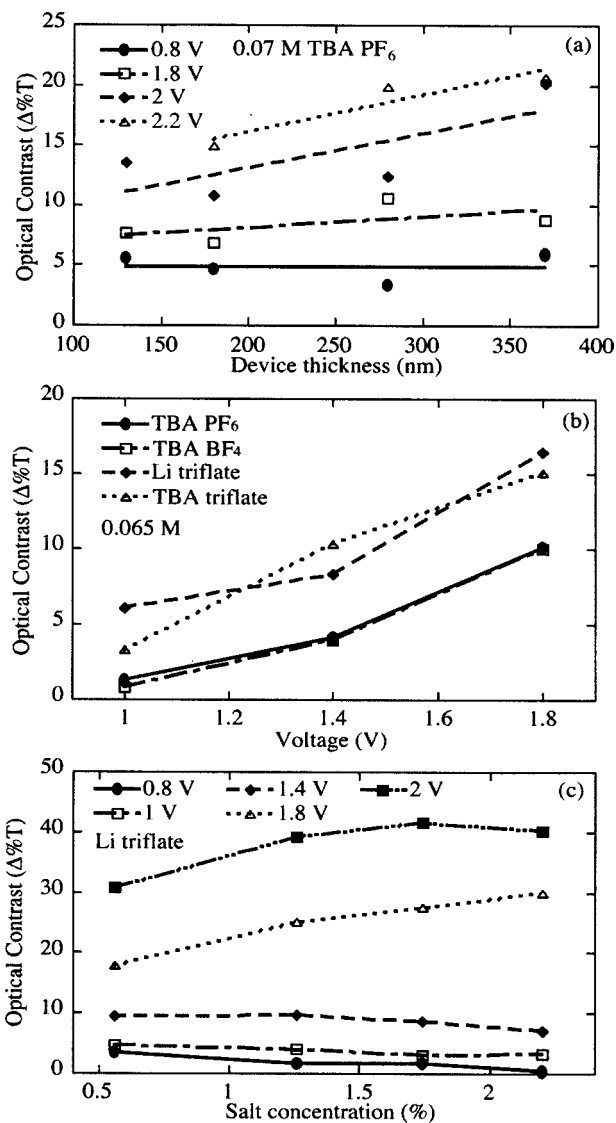 0.8 V 0.07 M TBA PF₆ (a)
1.8 V
2 V
2.2 V
Optical Contrast (Δ%T)
25
20
15
10
5
0
100 150 200 250 300 350 400
Device thickness (nm)
TBA PF₆ (b)
TBA BF₄
Li triflate
TBA triflate
0.065 M
Optical Contrast (Δ%T)
20
15
10
5
0
1 1.2 1.4 1.6 1.8
Voltage (V)
0.8 V 1.4 V 2 V (c)
1 V 1.8 V
Li triflate
Optical Contrast (Δ%T)
50
40
30
20
10
0
0.5 1 1.5 2
Salt concentration (%)